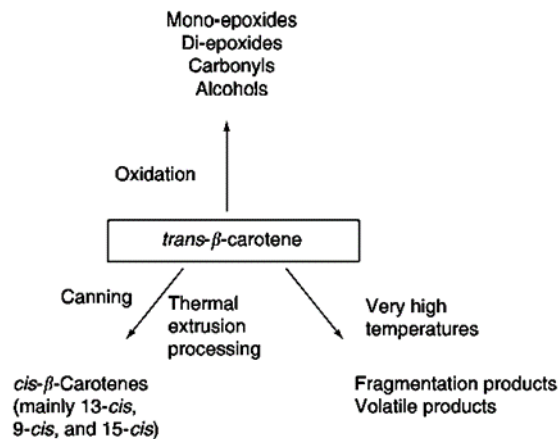 Mono-epoxides
Di-epoxides
Carbonyls
Alcohols
Oxidation
trans-β-carotene
Canning
Thermal
extrusion
processing
Very high
temperatures
cis-β-Carotenes
(mainly 13-cis,
9-cis, and 15-cis)
Fragmentation products
Volatile products